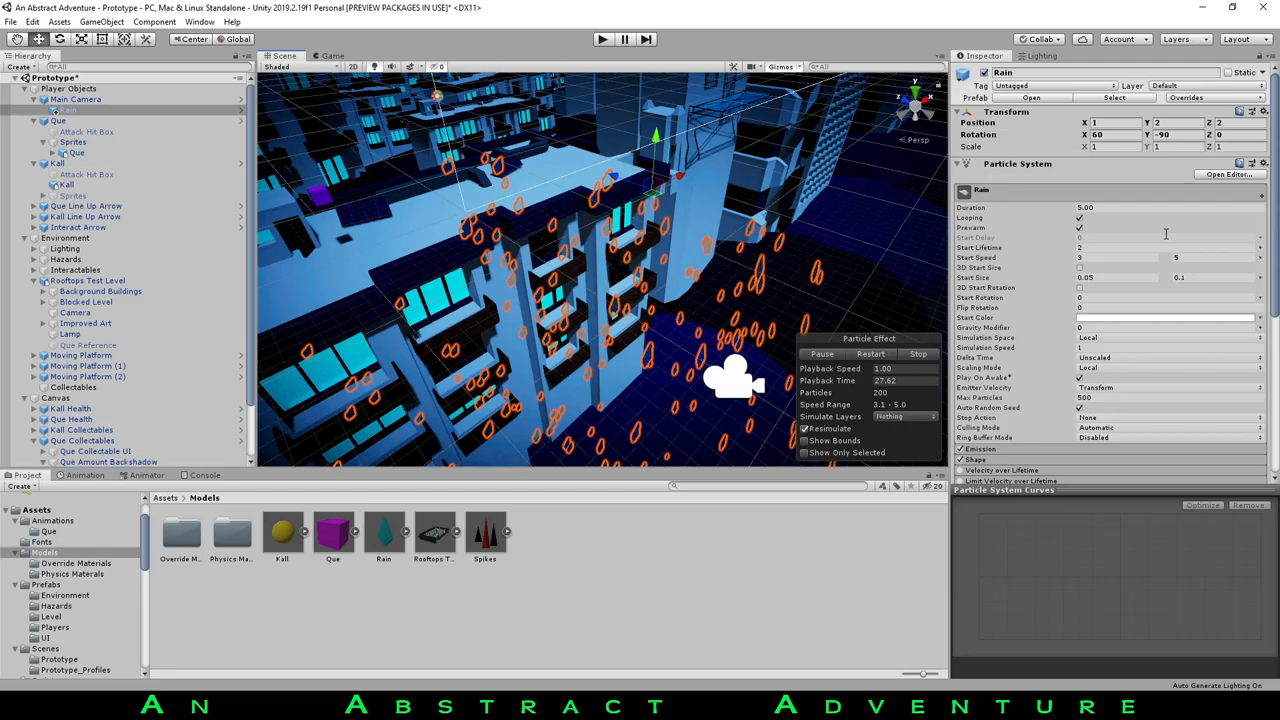 An Abstract Adventure - Prototype - PC, Mac & Linux Standalone - Unity 2019.2.19f1 Personal [PREVIEW PACKAGES IN USE]* <DX11>
File Edit Assets GameObject Component Window Help
Center Global Collab Account Layers Layout
Hierarchy
Create All
Prototype*
Player Objects
Main Camera
Rain
Que
Attack Hit Box
Sprites
Que
Kall
Attack Hit Box
Kall
Sprites
Que Line Up Arrow
Kall Line Up Arrow
Interact Arrow
Environment
Lighting
Hazards
Interactables
Rooftops Test Level
Background Buildings
Blocked Level
Camera
Improved Art
Lamp
Que Reference
Moving Platform
Moving Platform (1)
Moving Platform (2)
Collectables
Canvas
Kall Health
Que Health
Kall Collectables
Que Collectables
Que Collectable UI
Que Amount Backshadow
Scene Game
Shaded 2D 0 Gizmos All
y
x
Persp
Particle Effect
Pause Restart Stop
Playback Speed 1.00
Playback Time 27.62
Particles 200
Speed Range 3.1 - 5.0
Simulate Layers Nothing
Resimulate
Show Bounds
Show Only Selected
Inspector Lighting
Rain Static
Tag Untagged Layer Default
Prefab Open Select Overrides
Transform
Position X 1 Y 2 Z 2
Rotation X 60 Y -90 Z 0
Scale X 1 Y 1 Z 1
Particle System
Open Editor...
Rain
Duration 5.00
Looping
Prewarm
Start Delay 0
Start Lifetime 2
Start Speed 3 5
3D Start Size
Start Size 0.05 0.1
3D Start Rotation
Start Rotation 0
Flip Rotation 0
Start Color
Gravity Modifier 0
Simulation Space Local
Simulation Speed 1
Delta Time Unscaled
Scaling Mode Local
Play On Awake*
Emitter Velocity Transform
Max Particles 500
Auto Random Seed
Stop Action None
Culling Mode Automatic
Ring Buffer Mode Disabled
Emission
Shape
Velocity over Lifetime
Limit Velocity over Lifetime
Particle System Curves
Optimize Remove
Project Animation Animator Console
Create 20
Assets
Animations
Que
Fonts
Models
Override Materials
Physics Materals
Prefabs
Environment
Hazards
Level
Players
UI
Scenes
Prototype
Prototype_Profiles
Assets > Models
Override M... Physics Ma... Kall Que Rain Rooftops T... Spikes
Auto Generate Lighting On
An Abstract Adventure